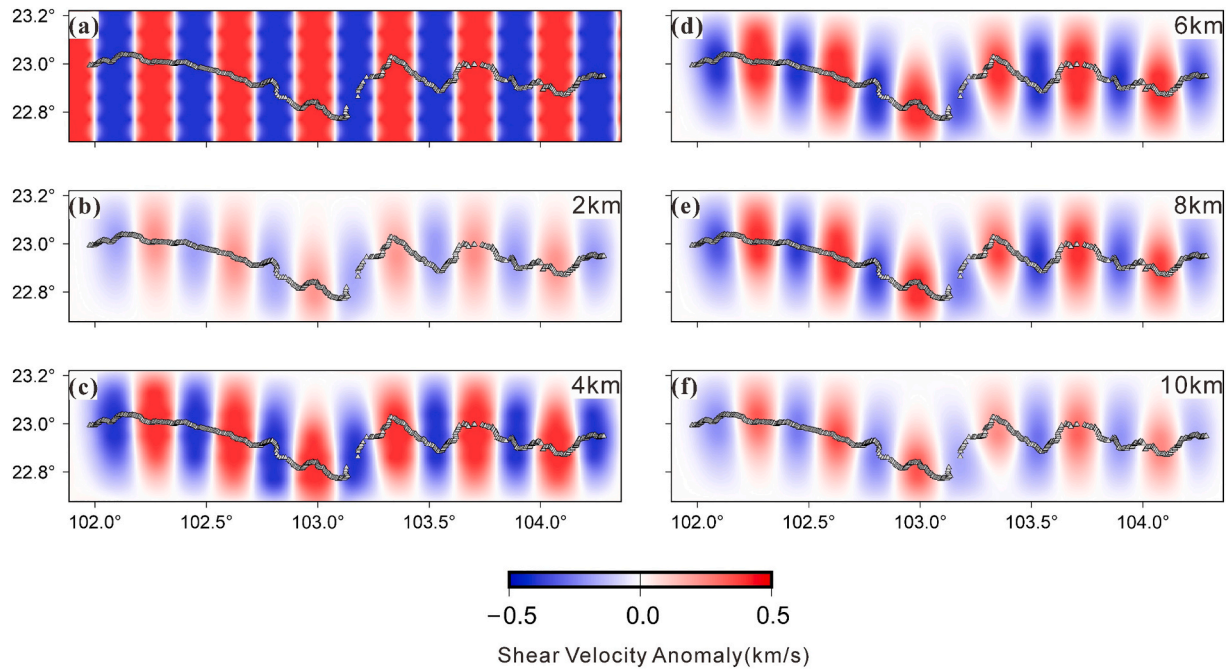 (a)
23.2°
23.0°
22.8°
(b) 2km
23.2°
23.0°
22.8°
(c) 4km
23.2°
23.0°
22.8°
102.0° 102.5° 103.0° 103.5° 104.0°
(d) 6km
(e) 8km
(f) 10km
102.0° 102.5° 103.0° 103.5° 104.0°
−0.5 0.0 0.5
Shear Velocity Anomaly(km/s)